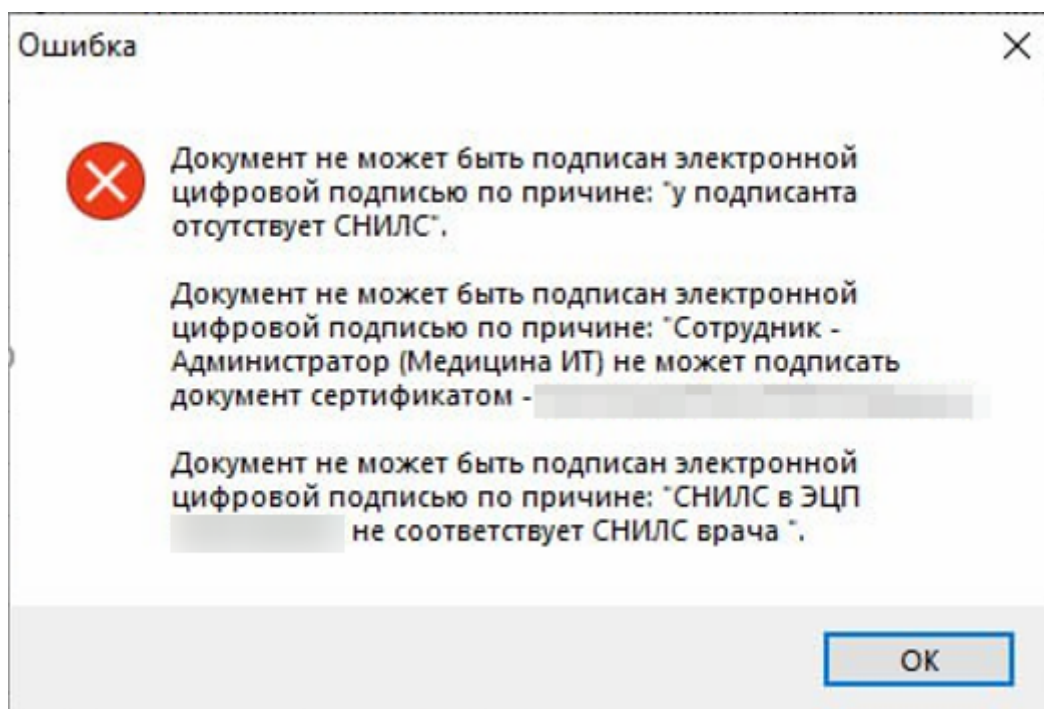 Ошибка
Документ не может быть подписан электронной
цифровой подписью по причине: "у подписанта
отсутствует СНИЛС".
Документ не может быть подписан электронной
цифровой подписью по причине: "Сотрудник -
Администратор (Медицина ИТ) не может подписать
документ сертификатом -
Документ не может быть подписан электронной
цифровой подписью по причине: "СНИЛС в ЭЦП
не соответствует СНИЛС врача ".
ОК